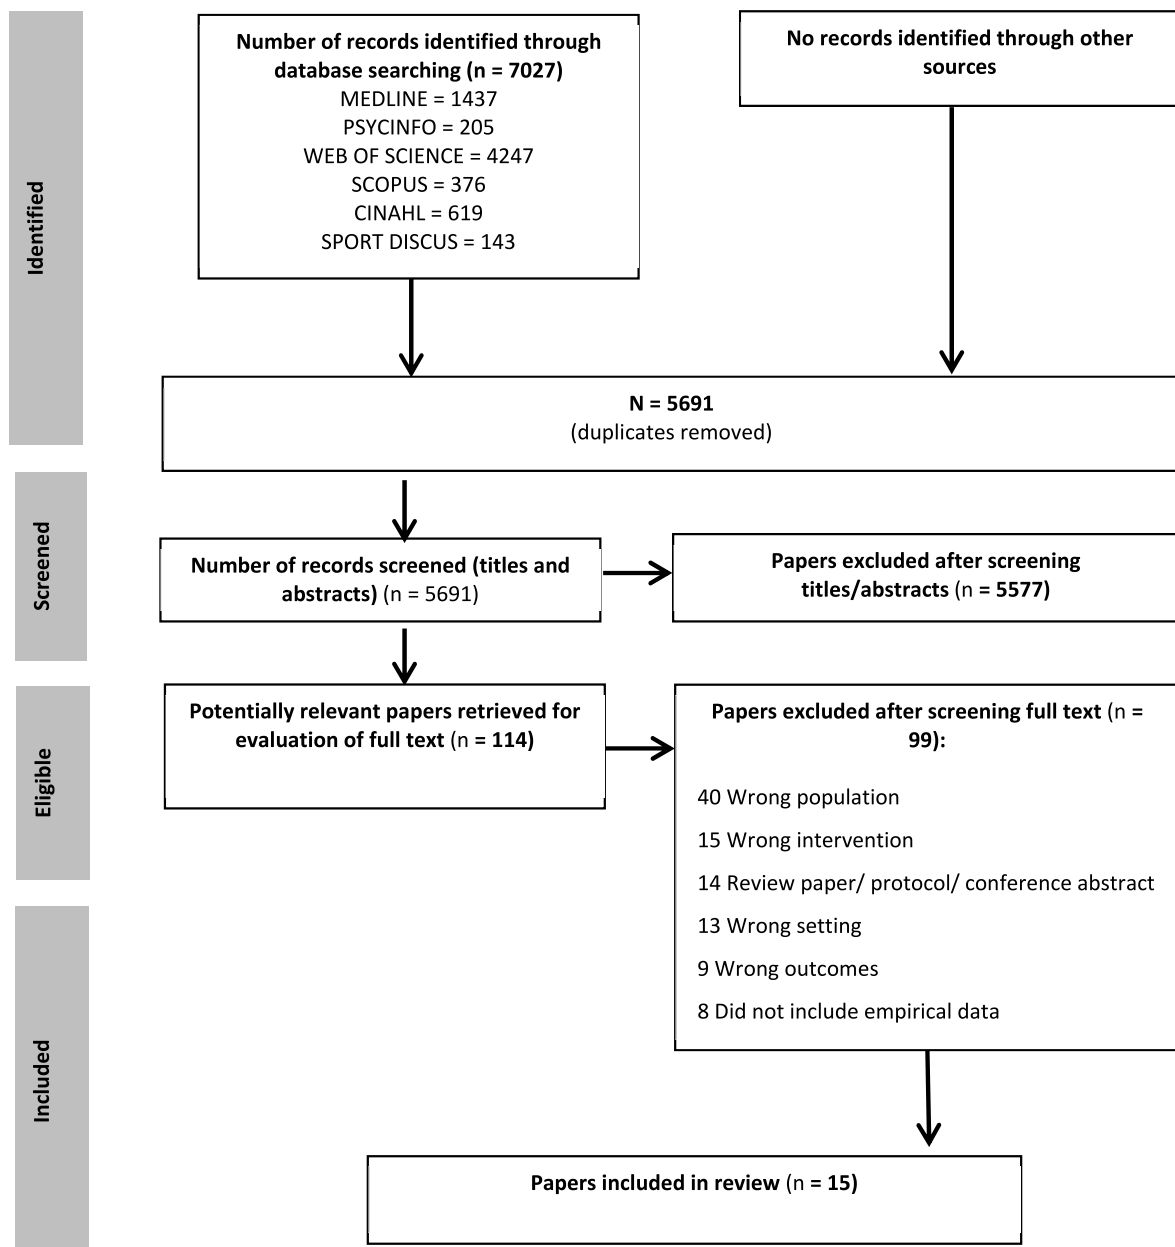 Identified
Number of records identified through
database searching (n = 7027)
MEDLINE = 1437
PSYCINFO = 205
WEB OF SCIENCE = 4247
SCOPUS = 376
CINAHL = 619
SPORT DISCUS = 143
No records identified through other
sources
N = 5691
(duplicates removed)
Screened
Number of records screened (titles and
abstracts) (n = 5691)
Papers excluded after screening
titles/abstracts (n = 5577)
Eligible
Potentially relevant papers retrieved for
evaluation of full text (n = 114)
Papers excluded after screening full text (n =
99):
40 Wrong population
15 Wrong intervention
14 Review paper/ protocol/ conference abstract
13 Wrong setting
9 Wrong outcomes
8 Did not include empirical data
Included
Papers included in review (n = 15)